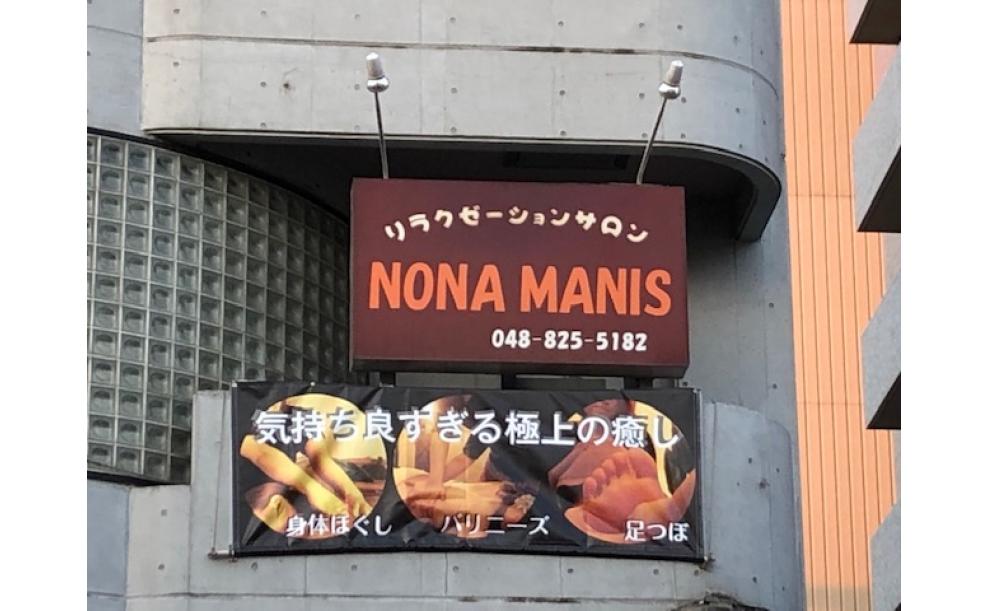 リラクゼーションサロン
NONA MANIS
048-825-5182
気持ち良すぎる極上の癒し
身体ほぐし バリニーズ 足つぼ